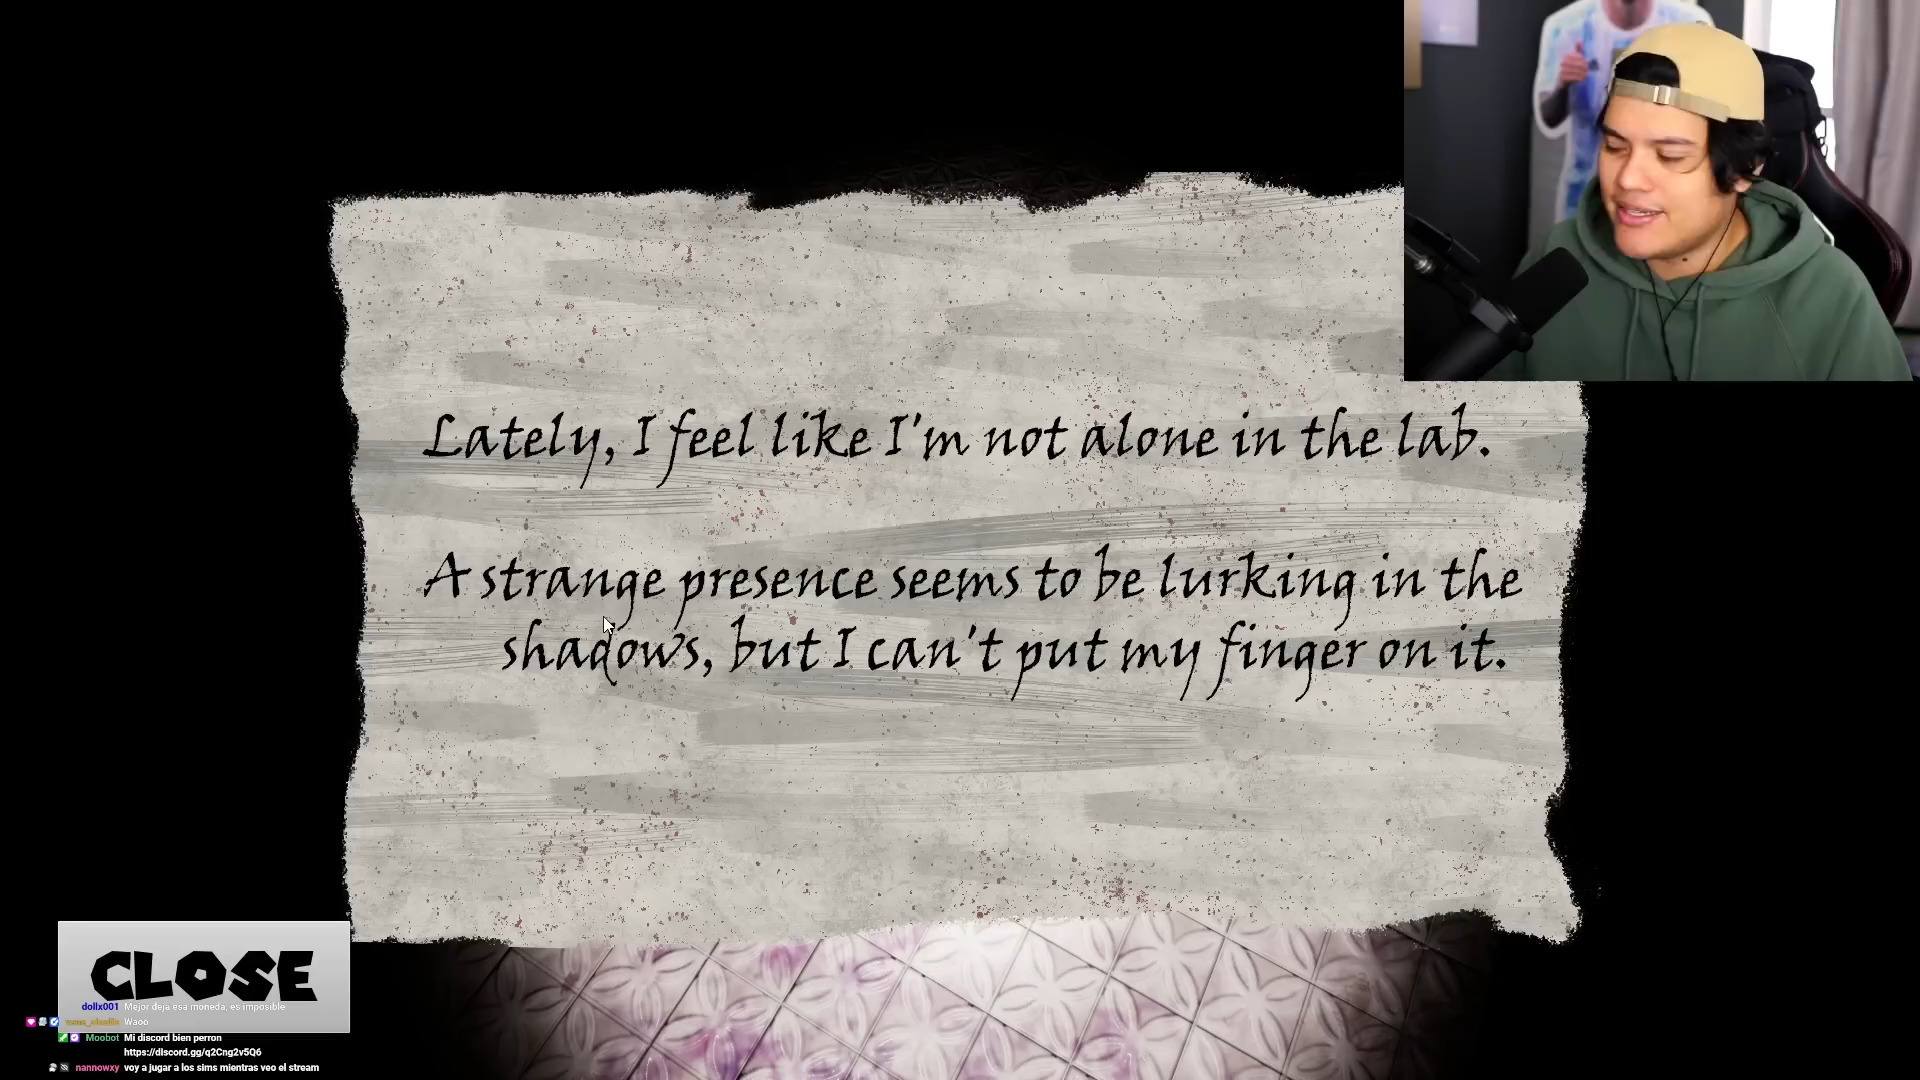 Lately, I feel like I'm not alone in the lab.
A strange presence seems to be lurking in the
shadows, but I can't put my finger on it.
CLOSE
dollx001 Mejor deja esa moneda, es imposible
Waoo
Moobot Mi discord bien perron
https://discord.gg/q2Cng2v5Q6
nannowxy voy a jugar a los sims mientras veo el stream